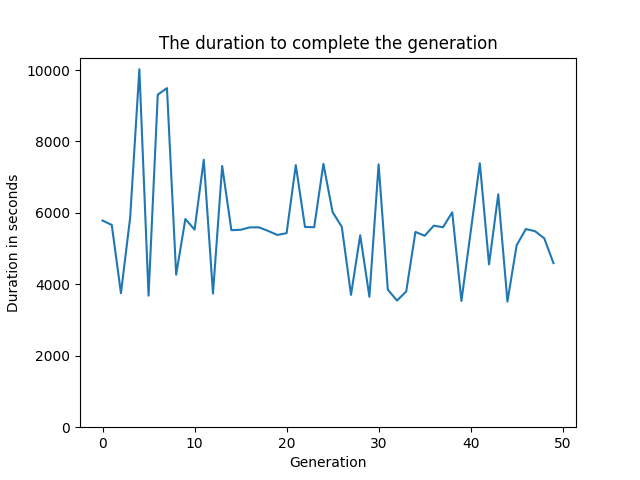 The duration to complete the generation
Duration in seconds
10000
8000
6000
4000
2000
0
0 10 20 30 40 50
Generation